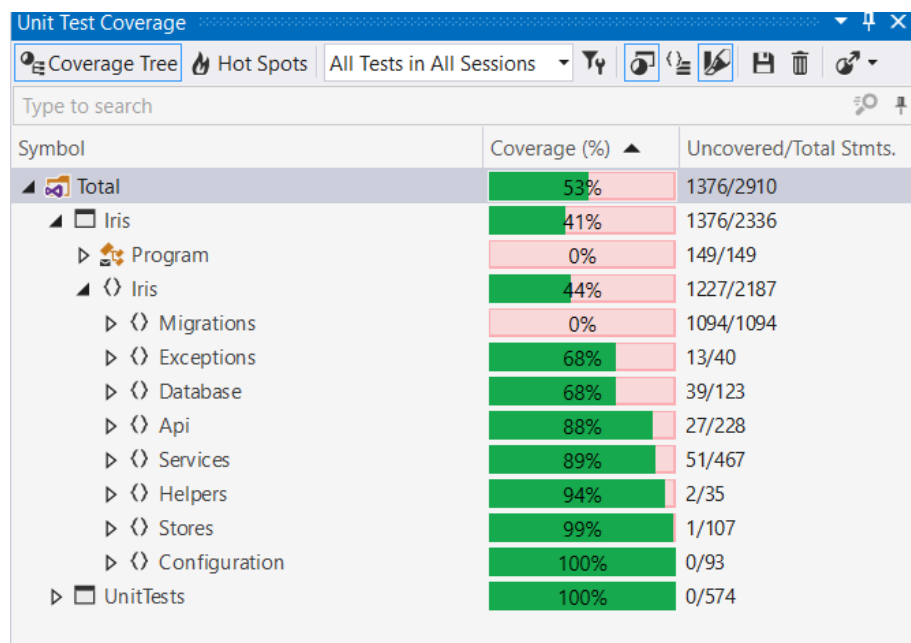 Unit Test Coverage
Coverage Tree Hot Spots All Tests in All Sessions
Type to search
Symbol Coverage (%) Uncovered/Total Stmts.
Total 53% 1376/2910
Iris 41% 1376/2336
Program 0% 149/149
Iris 44% 1227/2187
Migrations 0% 1094/1094
Exceptions 68% 13/40
Database 68% 39/123
Api 88% 27/228
Services 89% 51/467
Helpers 94% 2/35
Stores 99% 1/107
Configuration 100% 0/93
UnitTests 100% 0/574